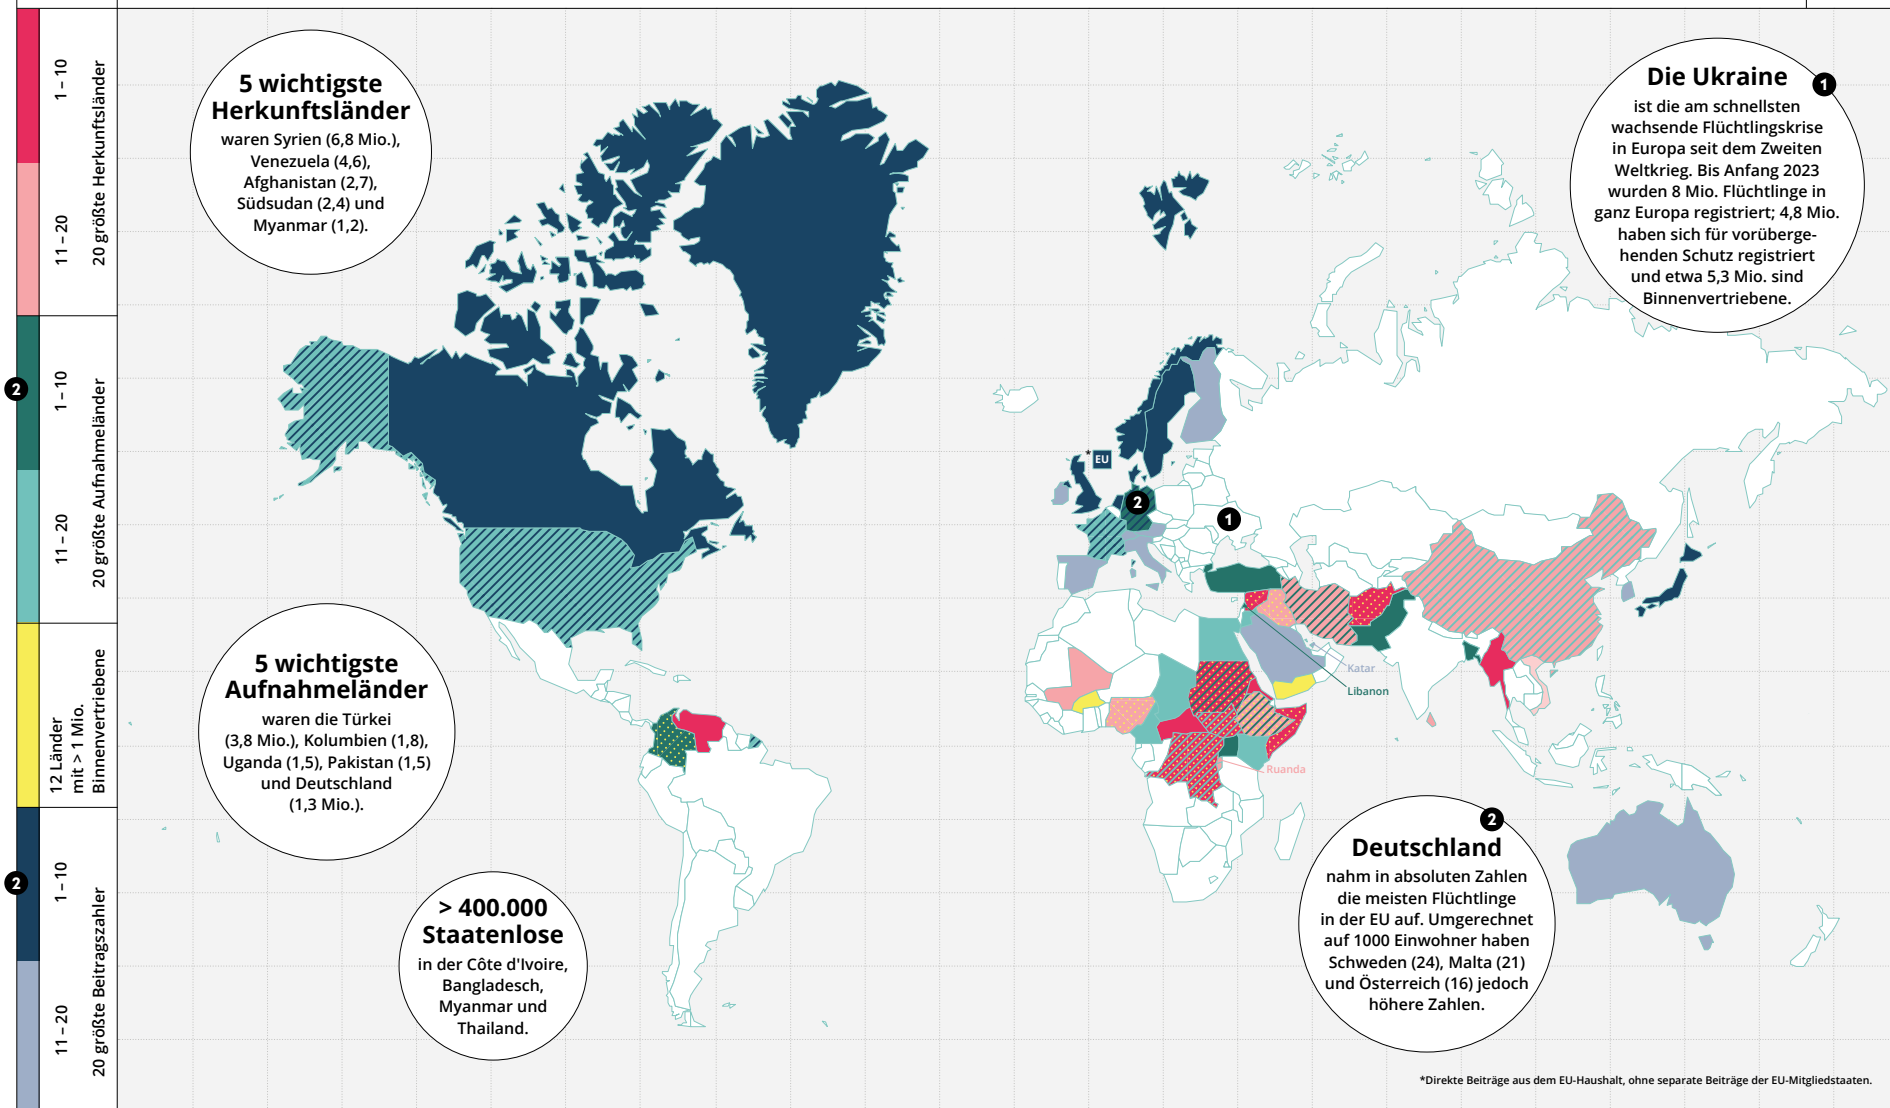 1 – 10
11 – 20
20 größte Herkunftsländer
2
1 – 10
11 – 20
20 größte Aufnahmeländer
12 Länder
mit > 1 Mio.
Binnenvertriebene
2
1 – 10
11 – 20
20 größte Beitragszahler
5 wichtigste
Herkunftsländer
waren Syrien (6,8 Mio.),
Venezuela (4,6),
Afghanistan (2,7),
Südsudan (2,4) und
Myanmar (1,2).
Die Ukraine
1
ist die am schnellsten
wachsende Flüchtlingskrise
in Europa seit dem Zweiten
Weltkrieg. Bis Anfang 2023
wurden 8 Mio. Flüchtlinge in
ganz Europa registriert; 4,8 Mio.
haben sich für vorüberge-
henden Schutz registriert
und etwa 5,3 Mio. sind
Binnenvertriebene.
* EU
2
1
Katar
Libanon
Ruanda
5 wichtigste
Aufnahmeländer
waren die Türkei
(3,8 Mio.), Kolumbien (1,8),
Uganda (1,5), Pakistan (1,5)
und Deutschland
(1,3 Mio.).
> 400.000
Staatenlose
in der Côte d'Ivoire,
Bangladesch,
Myanmar und
Thailand.
2
Deutschland
nahm in absoluten Zahlen
die meisten Flüchtlinge
in der EU auf. Umgerechnet
auf 1000 Einwohner haben
Schweden (24), Malta (21)
und Österreich (16) jedoch
höhere Zahlen.
*Direkte Beiträge aus dem EU-Haushalt, ohne separate Beiträge der EU-Mitgliedstaaten.